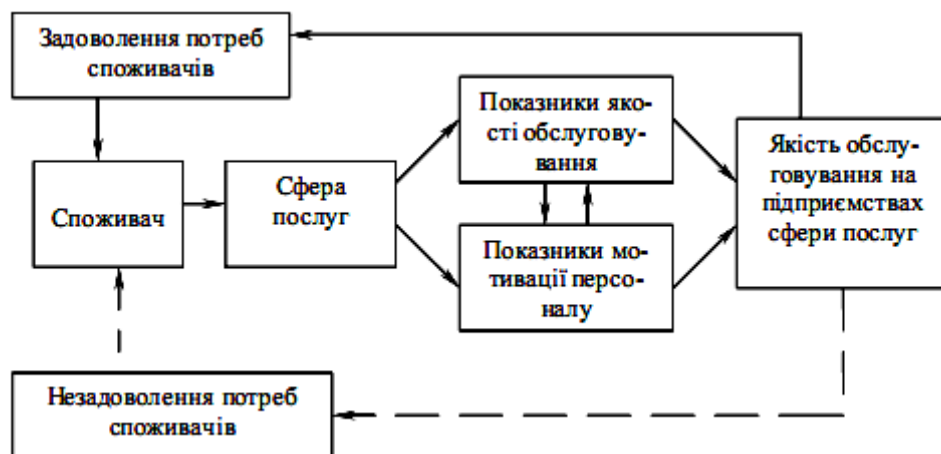 Задоволення потреб
споживачів
Показники яко-
сті обслугову-
вання
Якість обслу-
говування на
підприємствах
сфери послуг
Споживач
Сфера
послуг
Показники мо-
тивації персо-
налу
Незадоволення потреб
споживачів